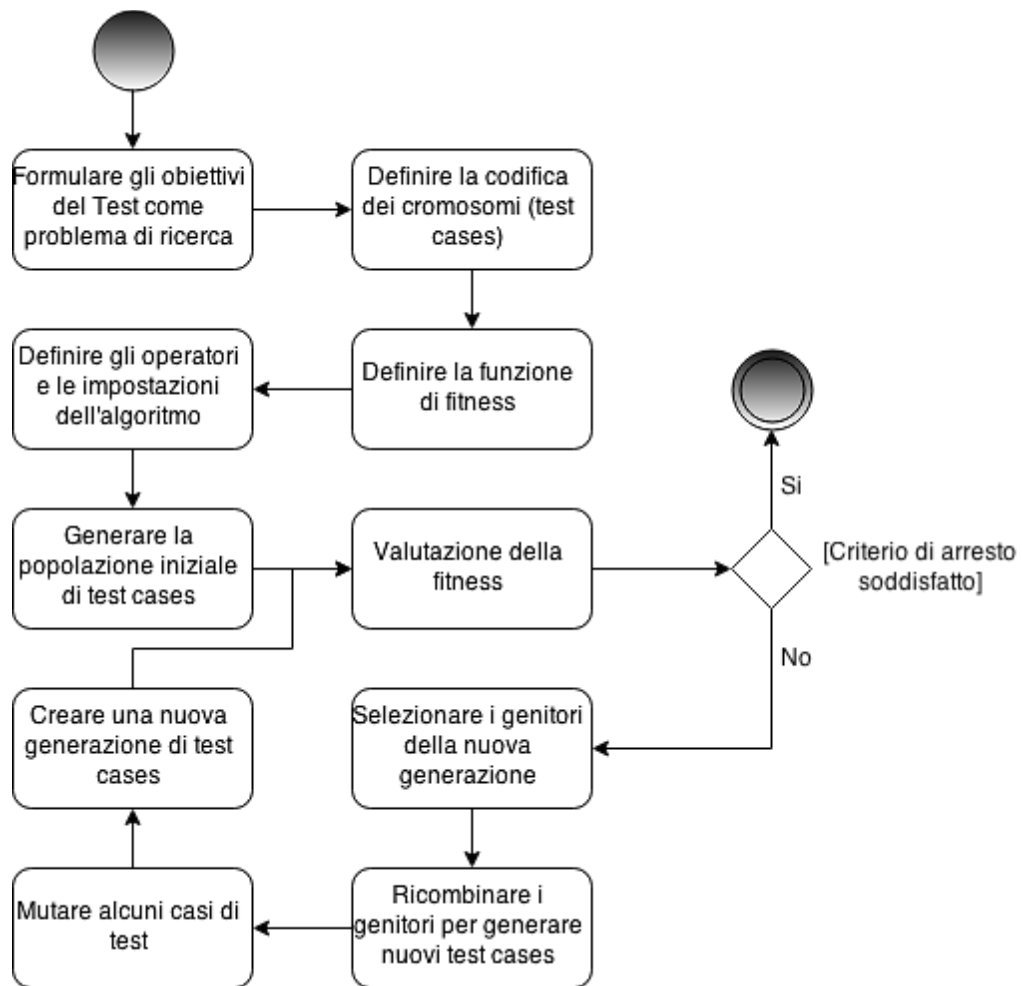 Formulare gli obiettivi
del Test come
problema di ricerca
Definire la codifica
dei cromosomi (test
cases)
Definire gli operatori
e le impostazioni
dell'algoritmo
Definire la funzione
di fitness
Si
Generare la
popolazione iniziale
di test cases
Valutazione della
fitness
[Criterio di arresto
soddisfatto]
No
Creare una nuova
generazione di test
cases
Selezionare i genitori
della nuova
generazione
Mutare alcuni casi di
test
Ricombinare i
genitori per generare
nuovi test cases